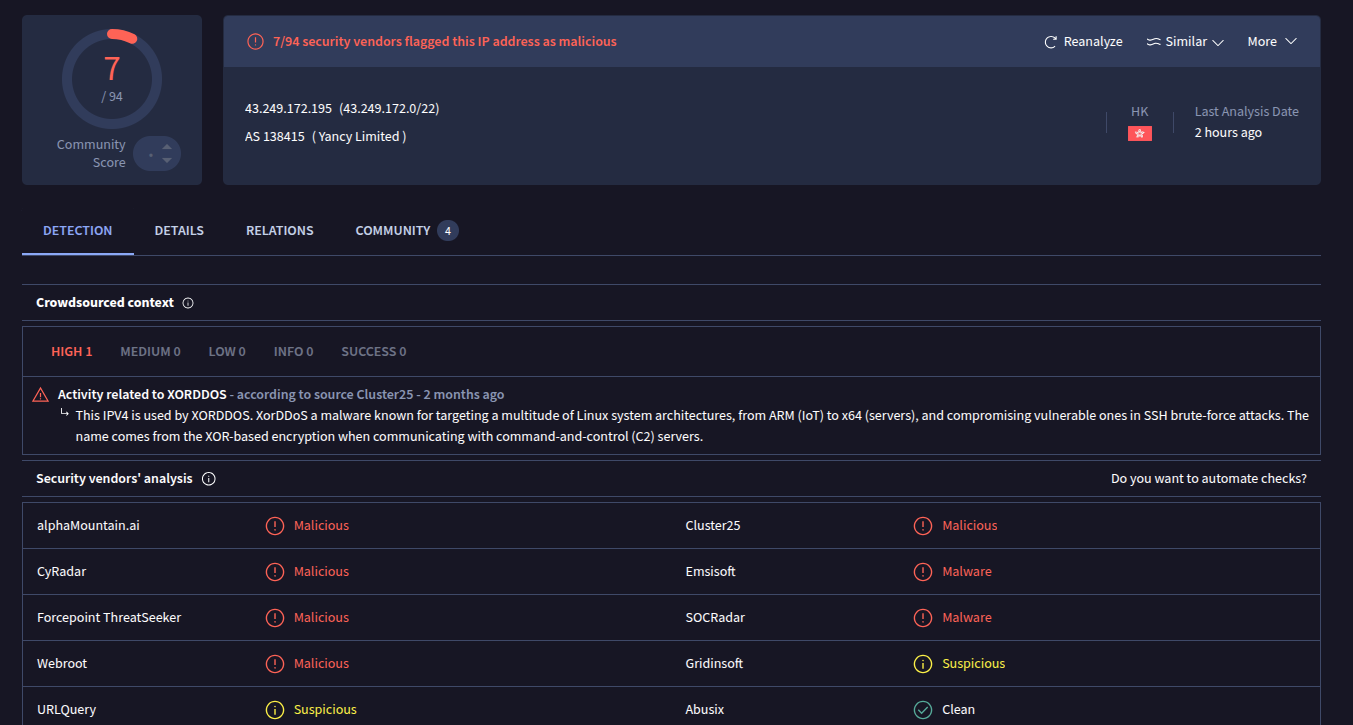 7
/ 94
Community
Score
7/94 security vendors flagged this IP address as malicious
Reanalyze
Similar
More
43.249.172.195 (43.249.172.0/22)
AS 138415 ( Yancy Limited )
HK
Last Analysis Date
2 hours ago
DETECTION
DETAILS
RELATIONS
COMMUNITY 4
Crowdsourced context
HIGH 1
MEDIUM 0
LOW 0
INFO 0
SUCCESS 0
Activity related to XORDDOS - according to source Cluster25 - 2 months ago
This IPV4 is used by XORDDOS. XorDDoS a malware known for targeting a multitude of Linux system architectures, from ARM (IoT) to x64 (servers), and compromising vulnerable ones in SSH brute-force attacks. The
name comes from the XOR-based encryption when communicating with command-and-control (C2) servers.
Security vendors' analysis
Do you want to automate checks?
alphaMountain.ai Malicious Cluster25 Malicious
CyRadar Malicious Emsisoft Malware
Forcepoint ThreatSeeker Malicious SOCRadar Malware
Webroot Malicious Gridinsoft Suspicious
URLQuery Suspicious Abusix Clean